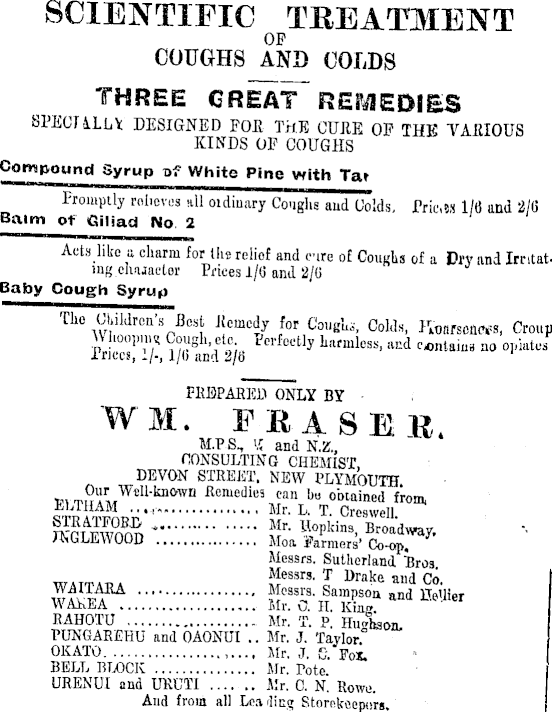 SCIENTIFIC TREATMENT
OF
COUGHS AND COLDS
THREE GREAT REMEDIES
SPECIALLY DESIGNED FOR THE CURE OF THE VARIOUS
KINDS OF COUGHS
Compound Syrup of White Pine with Tar
Promptly relieves all ordinary Coughs and Colds, Prices 1/6 and 2/6
Balm of Giliad No. 2
Acts like a charm for the relief and cure of Coughs of a Dry and Irritat-
ing character Prices 1/6 and 2/6
Baby Cough Syrup
The Children's Best Remedy for Coughs, Colds, Hoarseness, Croup
Whooping Cough, etc. Perfectly harmless, and contains no opiates
Prices, 1/-, 1/6 and 2/6
PREPARED ONLY BY
WM. FRASER.
M.P.S., and N.Z.,
CONSULTING CHEMIST,
DEVON STREET, NEW PLYMOUTH.
Our Well-known Remedies can be obtained from,
ELTHAM ................ Mr. L. T. Creswell.
STRATFORD ............. Mr. Hopkins, Broadway.
INGLEWOOD ............... Moa Farmers' Co-op.
Messrs. Sutherland Bros.
Messrs. T Drake and Co.
WAITARA ................ Messrs. Sampson and Hellier
WAREA ................... Mr. C. H. King.
RAHOTU .................. Mr. T. P. Hughson.
PUNGAREHU and OAONUI .. Mr. J. Taylor.
OKATO.................... Mr. J. S. Fox.
BELL BLOCK .............. Mr. Pote.
URENUI and URUTI ....... Mr. C. N. Rowe.
And from all Leading Storekeepers.